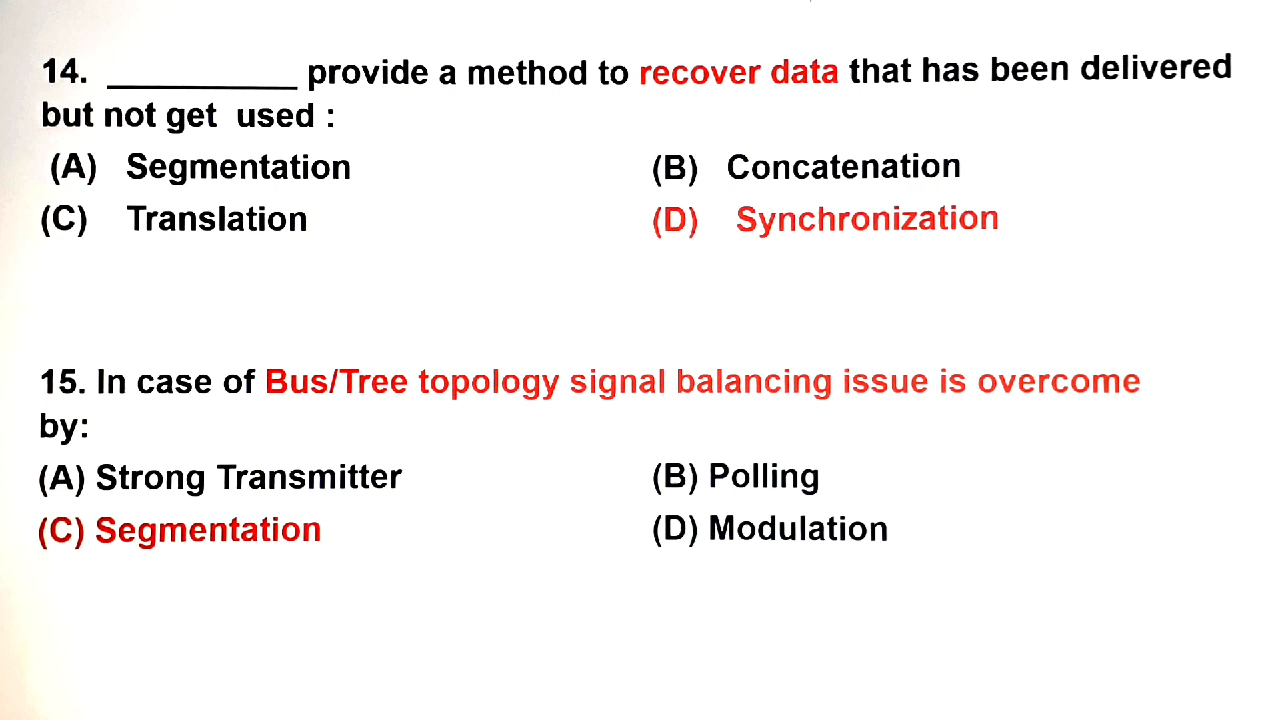 14. __________ provide a method to recover data that has been delivered
but not get used :
(A) Segmentation (B) Concatenation
(C) Translation (D) Synchronization
15. In case of Bus/Tree topology signal balancing issue is overcome
by:
(A) Strong Transmitter (B) Polling
(C) Segmentation (D) Modulation